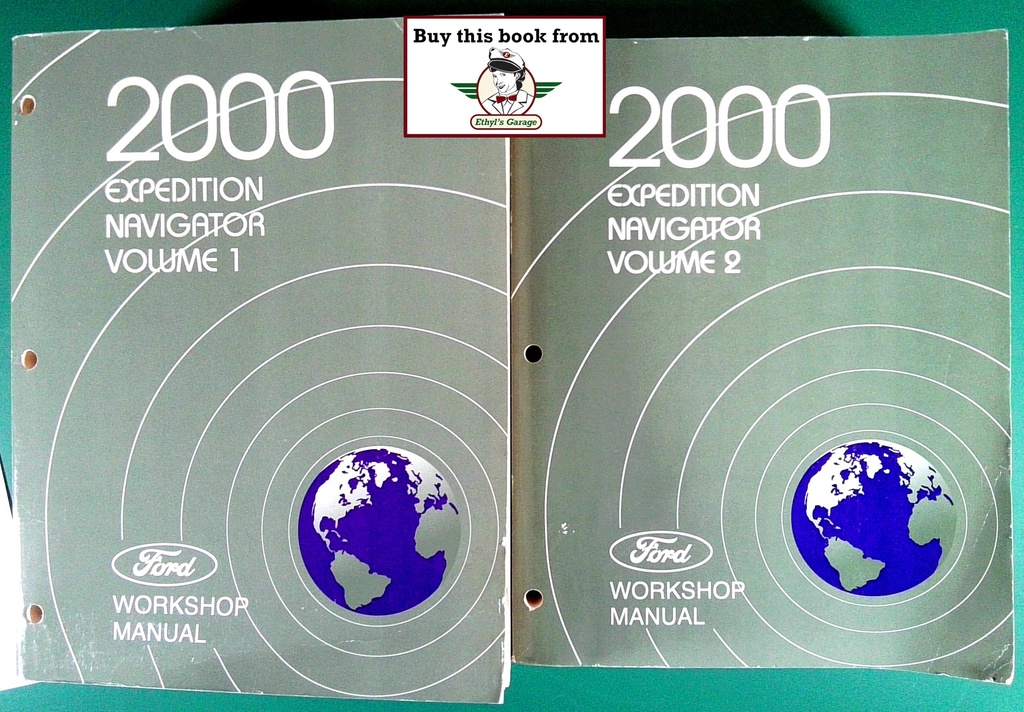 Buy this book from
Ethyl's Garage
2000
EXPEDITION
NAVIGATOR
VOLUME 1
Ford
WORKSHOP
MANUAL
2000
EXPEDITION
NAVIGATOR
VOLUME 2
Ford
WORKSHOP
MANUAL